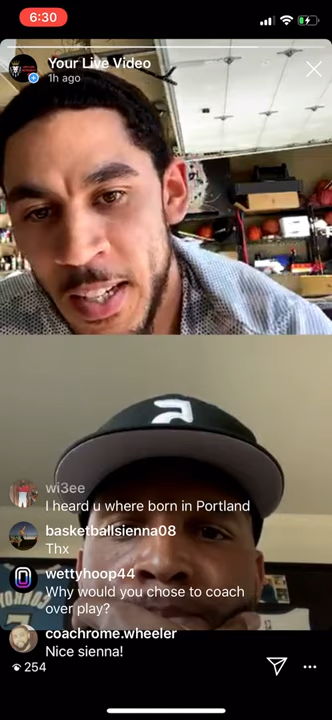 6:30
Your Live Video
1h ago
wi3ee
I heard u where born in Portland
basketballsienna08
Thx
wettyhoop44
Why would you chose to coach
over play?
coachrome.wheeler
Nice sienna!
254